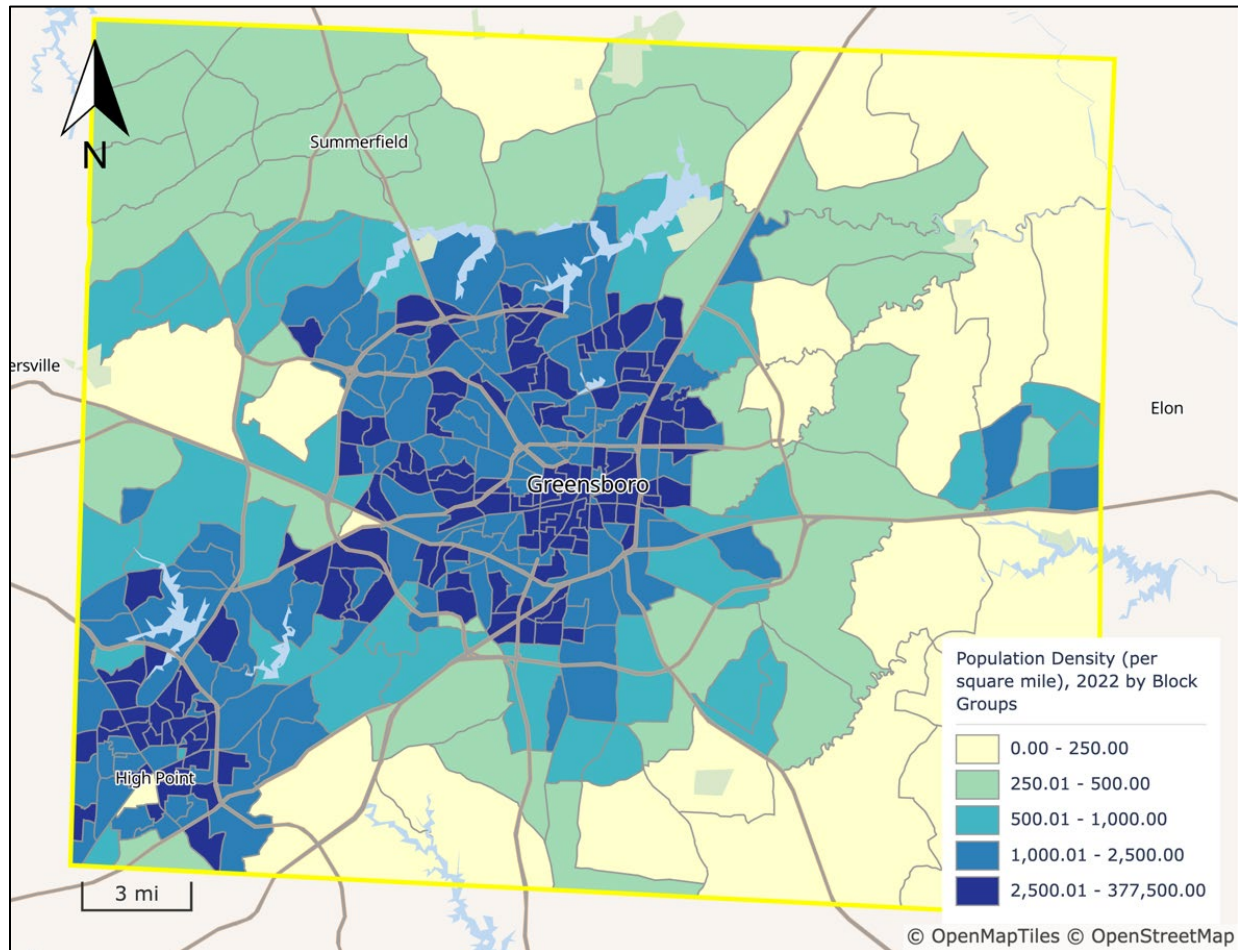 N
Summerfield
ersville
Elon
Greensboro
High Point
Population Density (per
square mile), 2022 by Block
Groups
0.00 - 250.00
250.01 - 500.00
500.01 - 1,000.00
1,000.01 - 2,500.00
2,500.01 - 377,500.00
3 mi
© OpenMapTiles © OpenStreetMap